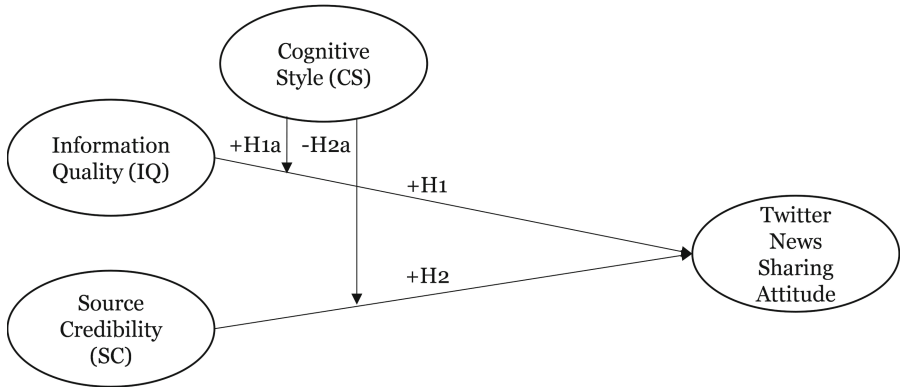 Cognitive
Style (CS)
Information
Quality (IQ)
+H1a
-H2a
+H1
Twitter
News
Sharing
Attitude
+H2
Source
Credibility
(SC)